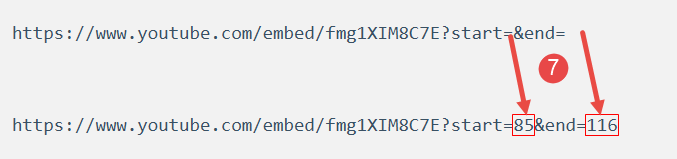 https://www.youtube.com/embed/fmg1XIM8C7E?start=&end=
7
https://www.youtube.com/embed/fmg1XIM8C7E?start=85&end=116